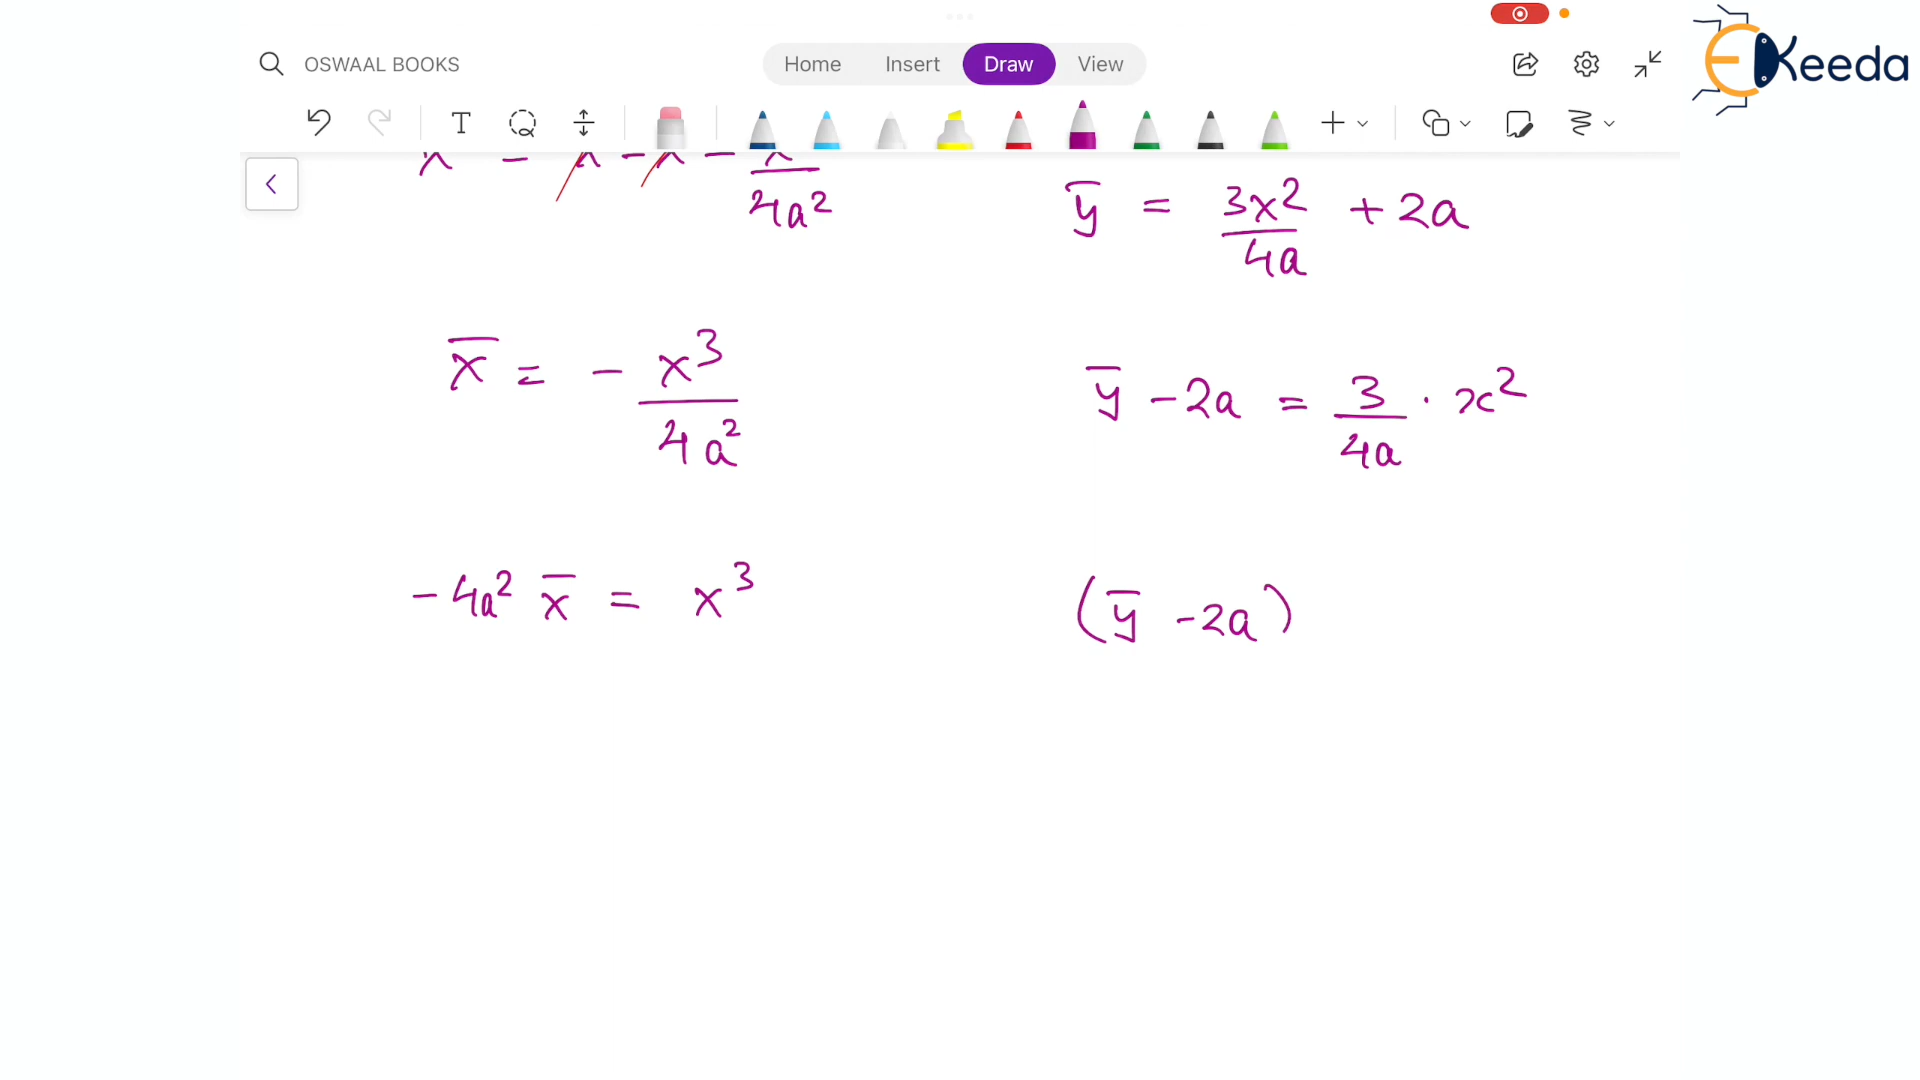 EKeeda
OSWAAL BOOKS
Home Insert Draw View
T
x̅ = - x³ / 4a²
-4a² x̅ = x³
4a²
y̅ = 3x² / 4a + 2a
y̅ - 2a = 3 / 4a · x²
(y̅ - 2a)